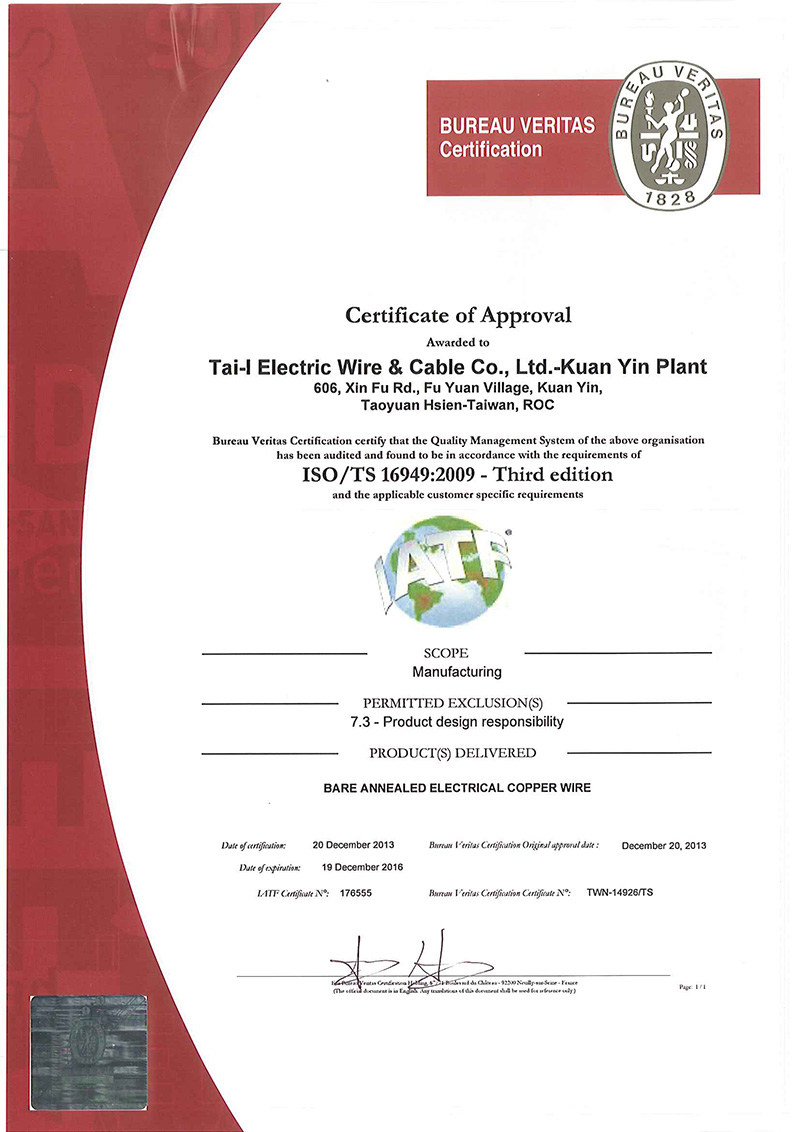 BUREAU VERITAS
Certification
BUREAU VERITAS
1828
Certificate of Approval
Awarded to
Tai-I Electric Wire & Cable Co., Ltd.-Kuan Yin Plant
606, Xin Fu Rd., Fu Yuan Village, Kuan Yin,
Taoyuan Hsien-Taiwan, ROC
Bureau Veritas Certification certify that the Quality Management System of the above organisation
has been audited and found to be in accordance with the requirements of
ISO/TS 16949:2009 - Third edition
and the applicable customer specific requirements
IATF®
SCOPE
Manufacturing
PERMITTED EXCLUSION(S)
7.3 - Product design responsibility
PRODUCT(S) DELIVERED
BARE ANNEALED ELECTRICAL COPPER WIRE
Date of certification: 20 December 2013 Bureau Veritas Certification Original approval date : December 20, 2013
Date of expiration: 19 December 2016
IATF Certificate N°: 176555 Bureau Veritas Certification Certificate N°: TWN-14926/TS
Veritas Certification Holding, Boulevard du Château - 92200 Neuilly-sur-Seine - France
(The official document is in English. Any translations of this document shall be used for reference only)
Page: 1 / 1